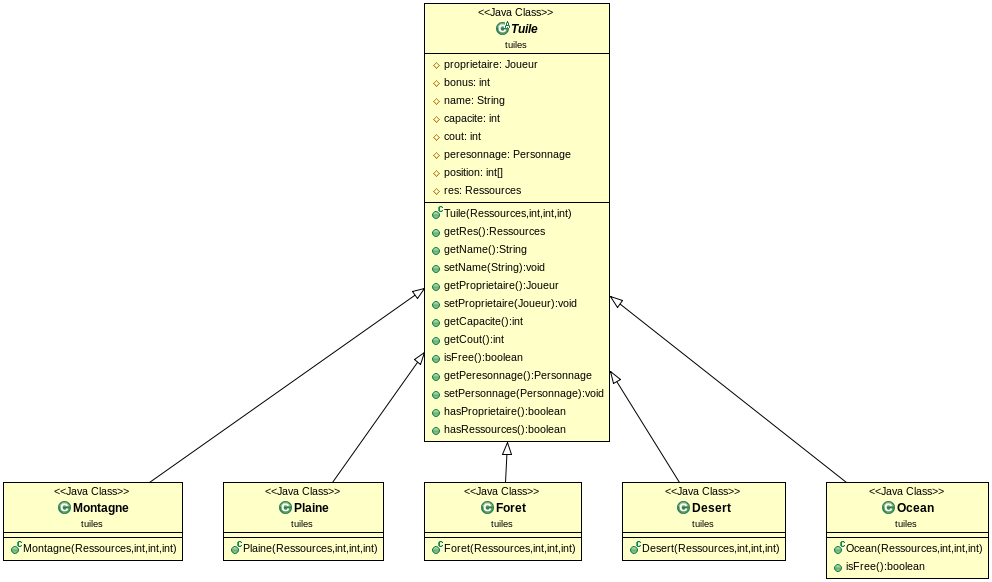 <<Java Class>>
Tuile
tuiles
proprietaire: Joueur
bonus: int
name: String
capacite: int
cout: int
peresonnage: Personnage
position: int[]
res: Ressources
Tuile(Ressources,int,int,int)
getRes():Ressources
getName():String
setName(String):void
getProprietaire():Joueur
setProprietaire(Joueur):void
getCapacite():int
getCout():int
isFree():boolean
getPeresonnage():Personnage
setPersonnage(Personnage):void
hasProprietaire():boolean
hasRessources():boolean
<<Java Class>>
Montagne
tuiles
Montagne(Ressources,int,int,int)
<<Java Class>>
Plaine
tuiles
Plaine(Ressources,int,int,int)
<<Java Class>>
Foret
tuiles
Foret(Ressources,int,int,int)
<<Java Class>>
Desert
tuiles
Desert(Ressources,int,int,int)
<<Java Class>>
Ocean
tuiles
Ocean(Ressources,int,int,int)
isFree():boolean